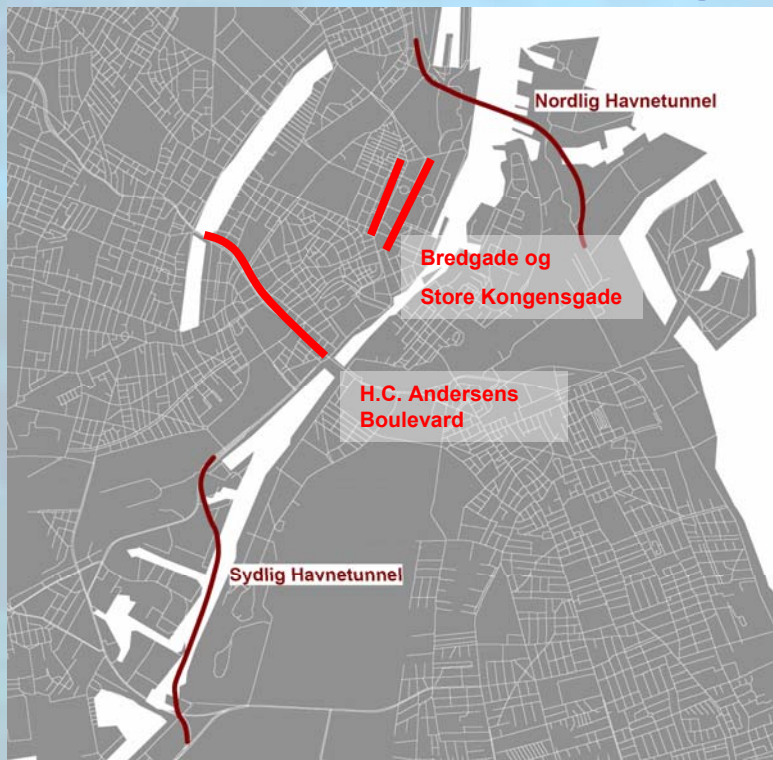 Nordlig Havnetunnel
Bredgade og
Store Kongensgade
H.C. Andersens
Boulevard
Sydlig Havnetunnel